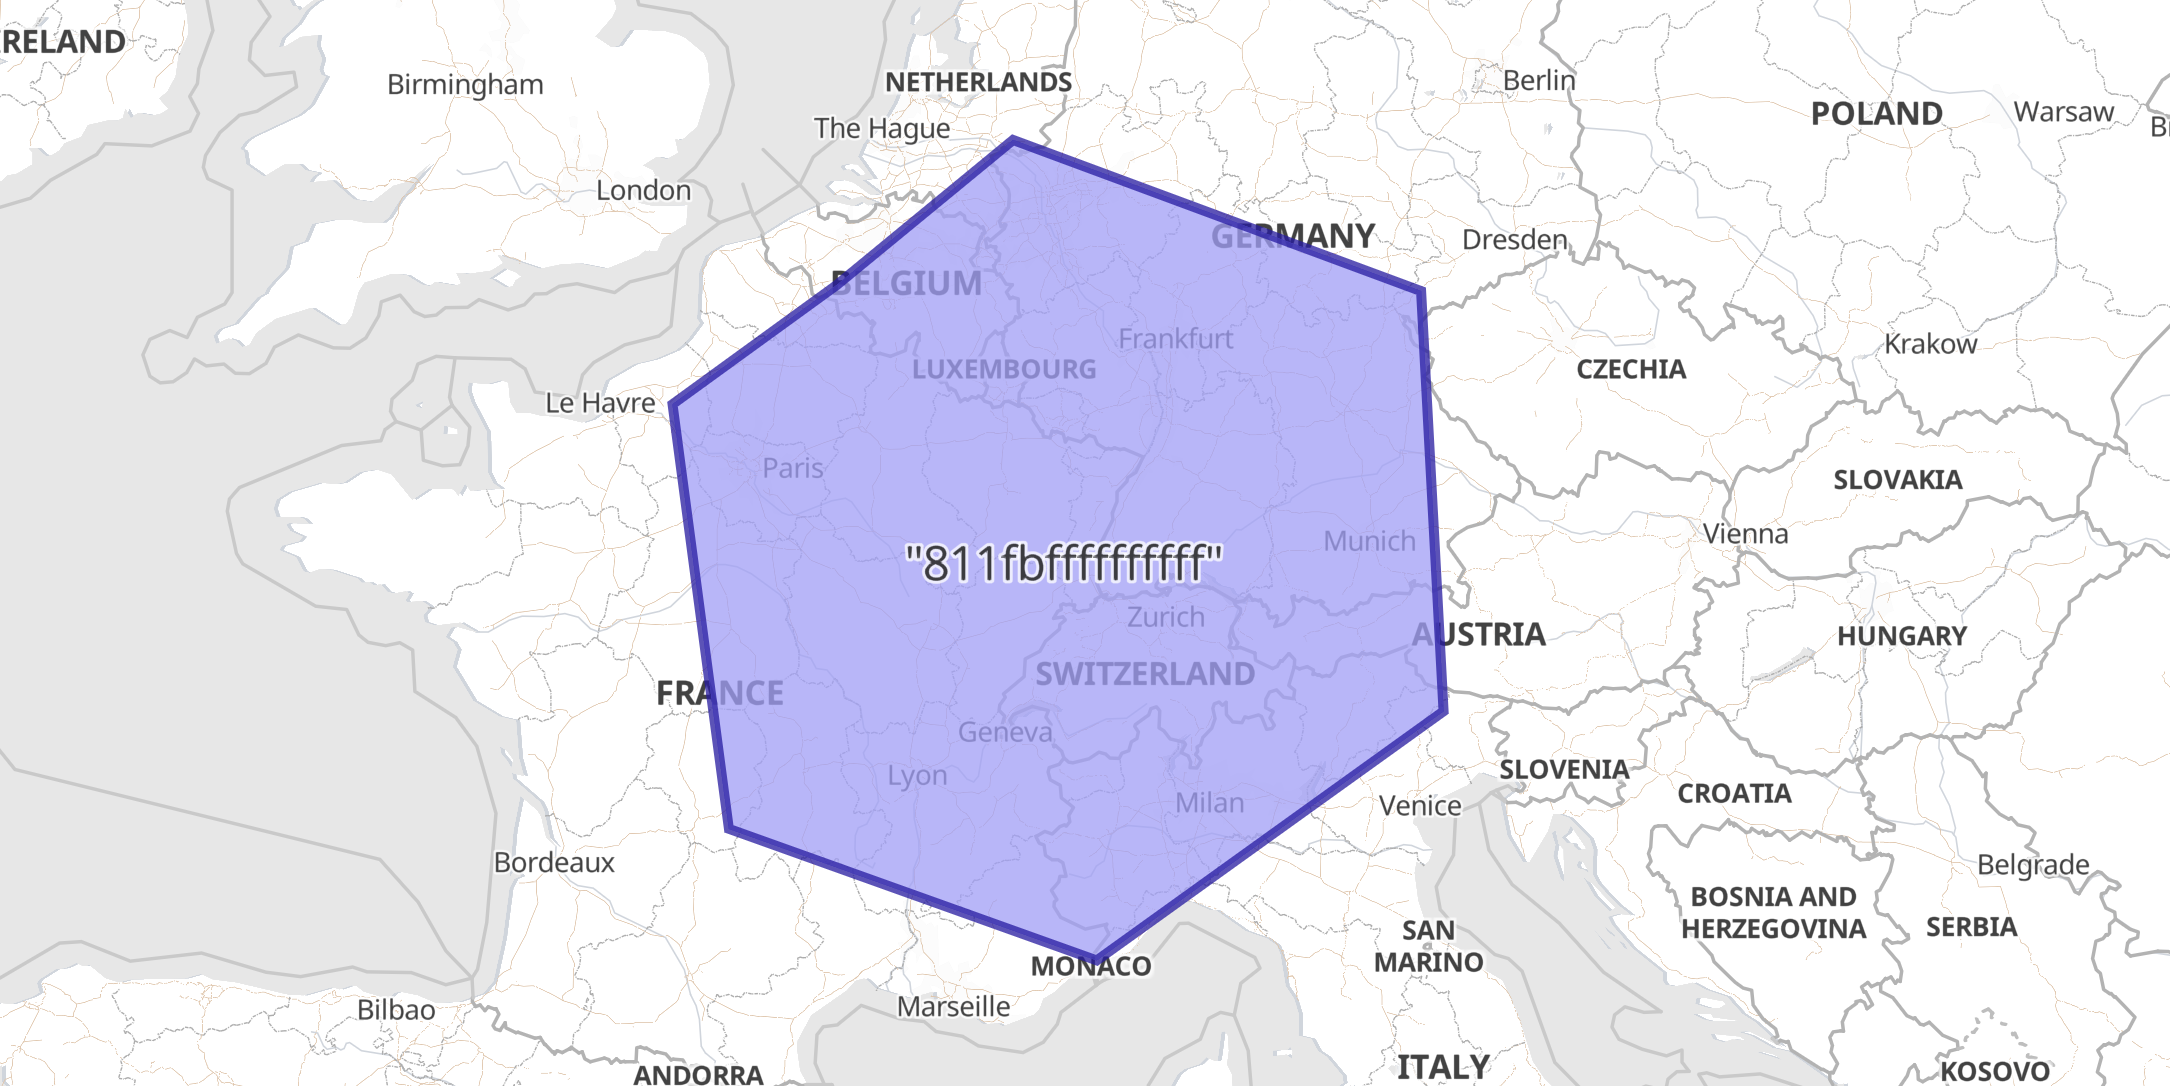 IRELAND
Birmingham
NETHERLANDS
Berlin
POLAND
Warsaw
The Hague
London
GERMANY
Dresden
BELGIUM
Frankfurt
LUXEMBOURG
CZECHIA
Krakow
Le Havre
Paris
SLOVAKIA
Munich
Vienna
"811fbffffffffff"
Zurich
AUSTRIA
HUNGARY
SWITZERLAND
FRANCE
Geneva
Lyon
SLOVENIA
CROATIA
Milan
Venice
Bordeaux
Belgrade
BOSNIA AND
HERZEGOVINA
SERBIA
SAN
MARINO
MONACO
Marseille
Bilbao
ITALY
ANDORRA
KOSOVO